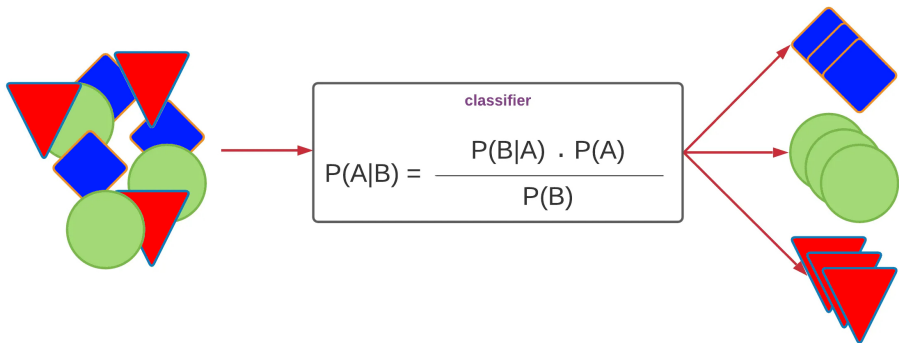 classifier
P(B|A) . P(A)
P(A|B) =
P(B)